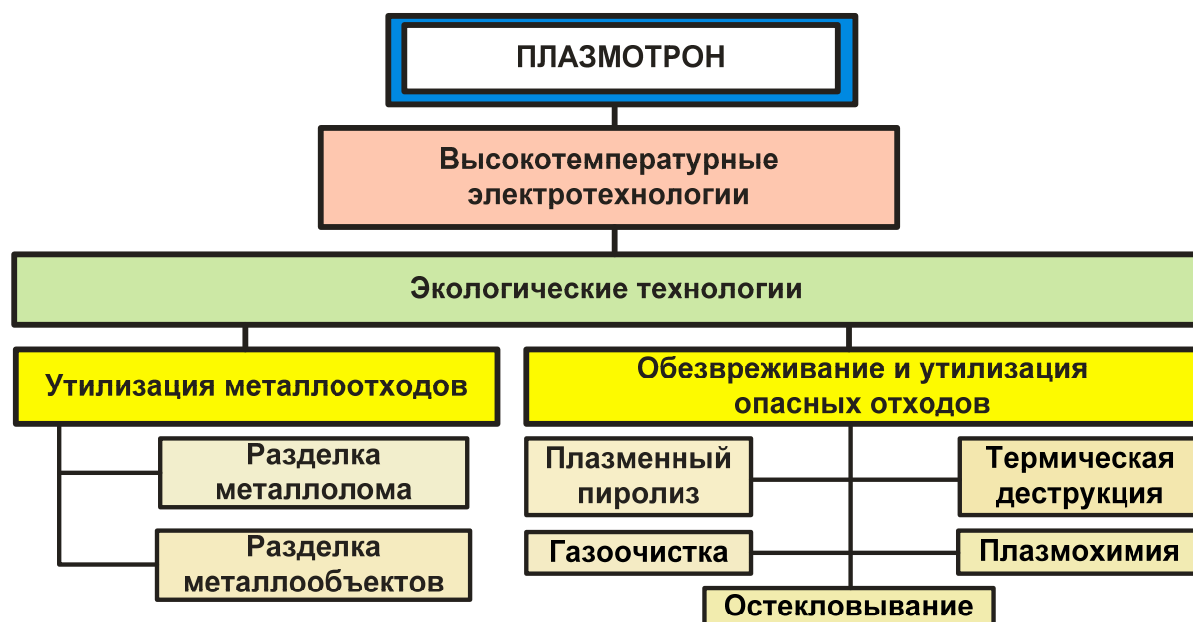 ПЛАЗМОТРОН
Высокотемпературные
электротехнологии
Экологические технологии
Утилизация металлоотходов
Обезвреживание и утилизация
опасных отходов
Разделка
металлолома
Разделка
металлообъектов
Плазменный
пиролиз
Термическая
деструкция
Газоочистка
Плазмохимия
Остекловывание